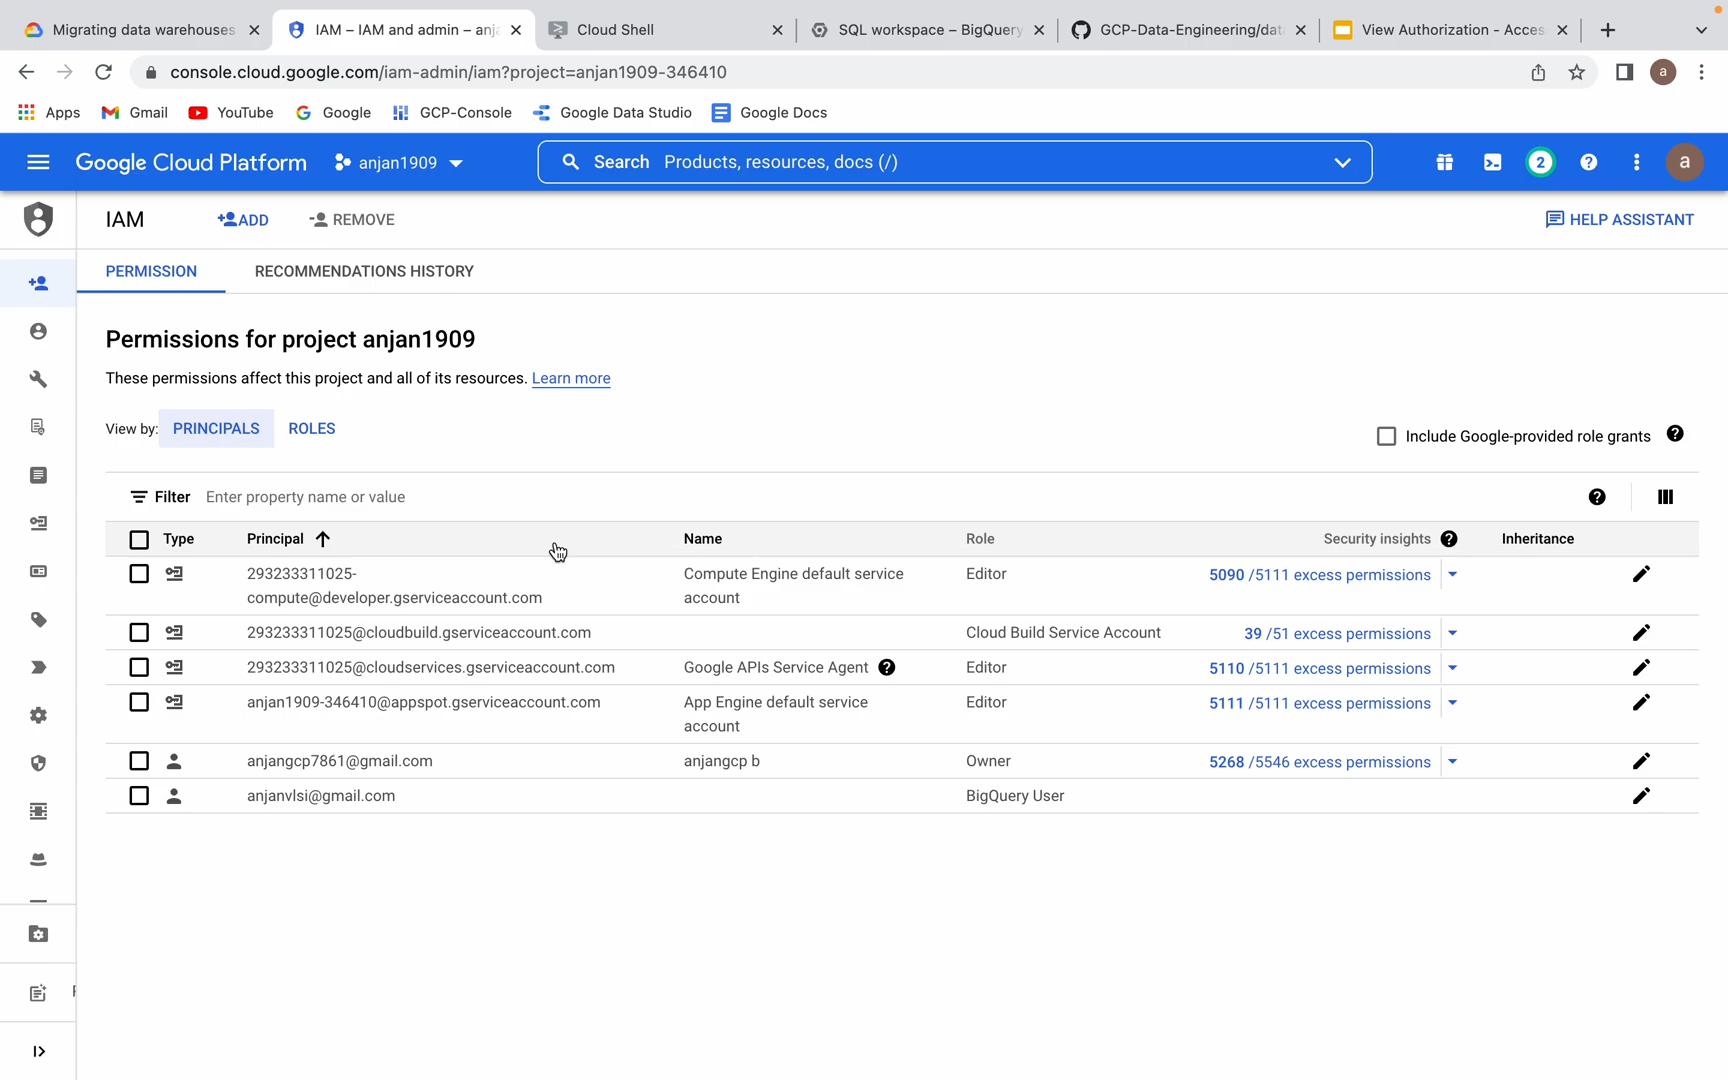 Migrating data warehouses
IAM – IAM and admin – anja
Cloud Shell
SQL workspace – BigQuery
GCP-Data-Engineering/dat
View Authorization - Acces
console.cloud.google.com/iam-admin/iam?project=anjan1909-346410
a
Apps
Gmail
YouTube
Google
GCP-Console
Google Data Studio
Google Docs
Google Cloud Platform
anjan1909
Search Products, resources, docs (/)
2
a
IAM
ADD
REMOVE
HELP ASSISTANT
PERMISSION
RECOMMENDATIONS HISTORY
Permissions for project anjan1909
These permissions affect this project and all of its resources. Learn more
View by: PRINCIPALS ROLES
Include Google-provided role grants
Filter Enter property name or value
Type Principal Name Role Security insights Inheritance
293233311025- Compute Engine default service Editor 5090 /5111 excess permissions
compute@developer.gserviceaccount.com account
293233311025@cloudbuild.gserviceaccount.com Cloud Build Service Account 39 /51 excess permissions
293233311025@cloudservices.gserviceaccount.com Google APIs Service Agent Editor 5110 /5111 excess permissions
anjan1909-346410@appspot.gserviceaccount.com App Engine default service Editor 5111 /5111 excess permissions
account
anjangcp7861@gmail.com anjangcp b Owner 5268 /5546 excess permissions
anjanvlsi@gmail.com BigQuery User